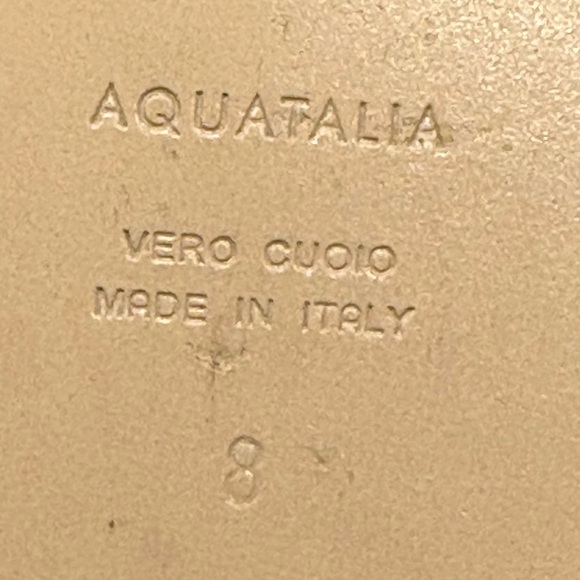 AQUATALIA
VERO CUOIO
MADE IN ITALY
8